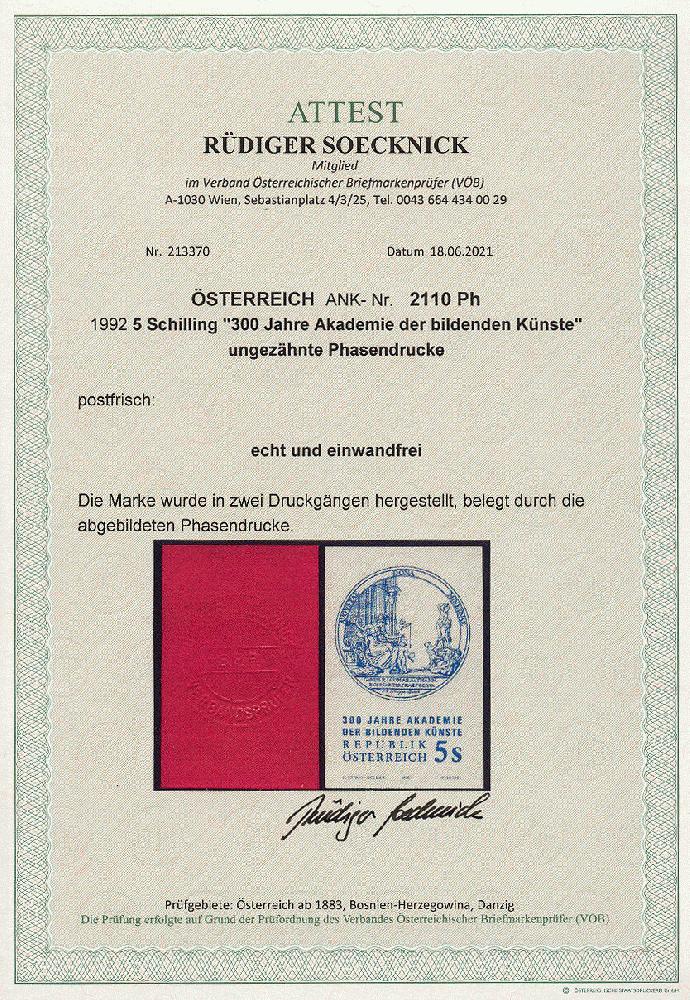 ATTEST
RÜDIGER SOECKNICK
Mitglied
im Verband Österreichischer Briefmarkenprüfer (VÖB)
A-1030 Wien, Sebastianplatz 4/3/25, Tel. 0043 664 434 00 29
Nr. 213370 Datum 18.06.2021
ÖSTERREICH ANK- Nr. 2110 Ph
1992 5 Schilling "300 Jahre Akademie der bildenden Künste"
ungezähnte Phasendrucke
postfrisch:
echt und einwandfrei
Die Marke wurde in zwei Druckgängen hergestellt, belegt durch die
abgebildeten Phasendrucke.
300 JAHRE AKADEMIE
DER BILDENDEN KÜNSTE
REPUBLIK
ÖSTERREICH 5s
Rüdiger Soecknick
Prüfgebiete: Österreich ab 1883, Bosnien-Herzegowina, Danzig
Die Prüfung erfolgte auf Grund der Prüfordnung des Verbandes Österreichischer Briefmarkenprüfer (VÖB)